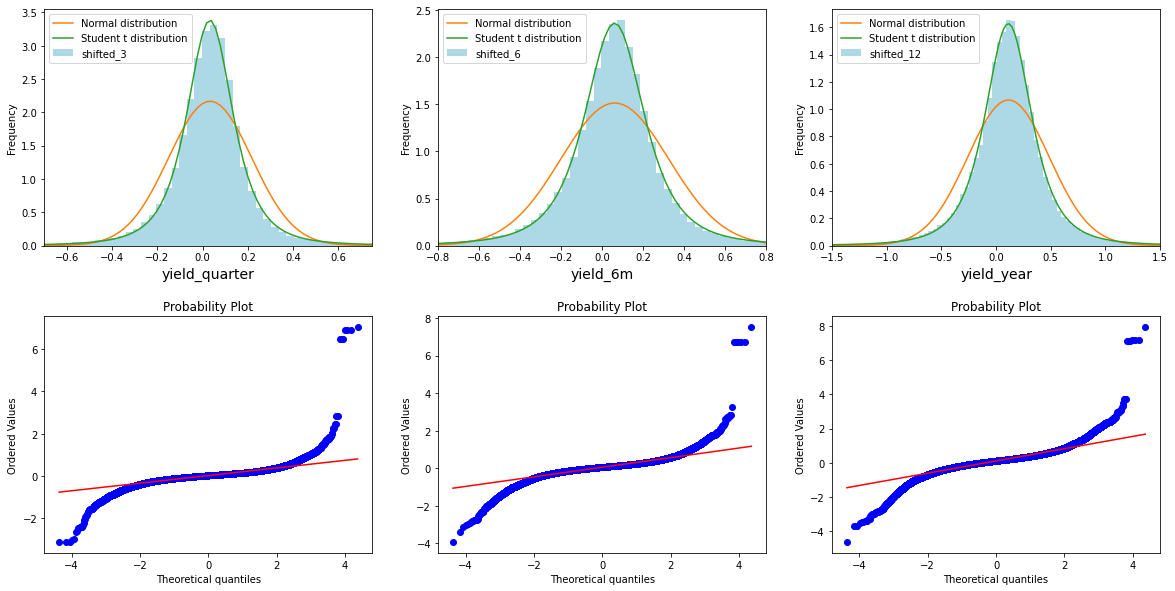 Normal distribution
Student t distribution
shifted_3
Frequency
3.5
3.0
2.5
2.0
1.5
1.0
0.5
0.0
−0.6 −0.4 −0.2 0.0 0.2 0.4 0.6
yield_quarter
Normal distribution
Student t distribution
shifted_6
Frequency
2.5
2.0
1.5
1.0
0.5
0.0
−0.8 −0.6 −0.4 −0.2 0.0 0.2 0.4 0.6 0.8
yield_6m
Normal distribution
Student t distribution
shifted_12
Frequency
1.6
1.4
1.2
1.0
0.8
0.6
0.4
0.2
0.0
−1.5 −1.0 −0.5 0.0 0.5 1.0 1.5
yield_year
Probability Plot
Ordered Values
6
4
2
0
−2
−4 −2 0 2 4
Theoretical quantiles
Probability Plot
Ordered Values
8
6
4
2
0
−2
−4
−4 −2 0 2 4
Theoretical quantiles
Probability Plot
Ordered Values
8
6
4
2
0
−2
−4
−4 −2 0 2 4
Theoretical quantiles